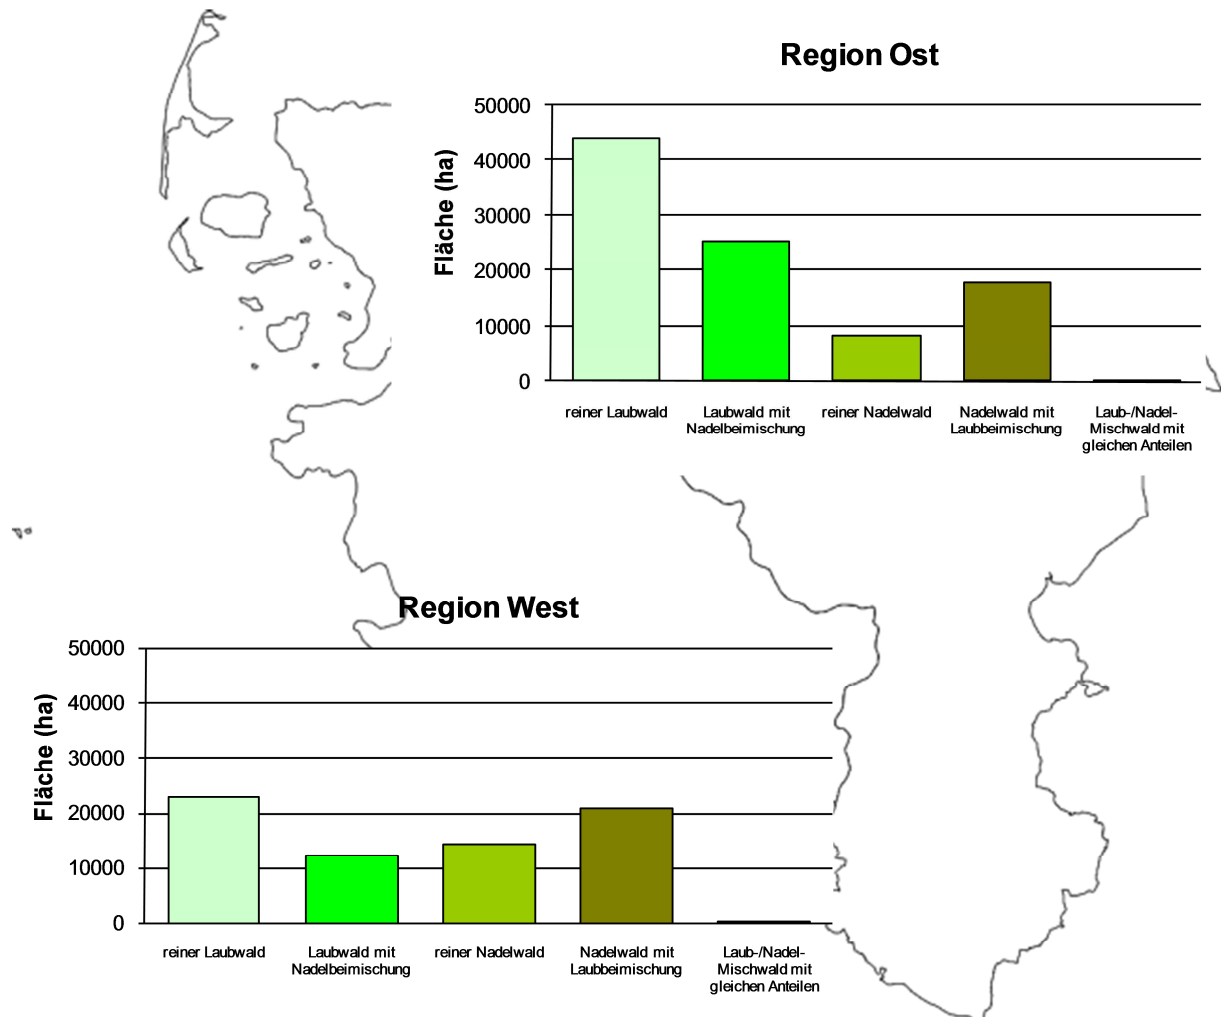 Region Ost
Fläche (ha)
50000
40000
30000
20000
10000
0
reiner Laubwald
Laubwald mit
Nadelbeimischung
reiner Nadelwald
Nadelwald mit
Laubbeimischung
Laub-/Nadel-
Mischwald mit
gleichen Anteilen
Region West
Fläche (ha)
50000
40000
30000
20000
10000
0
reiner Laubwald
Laubwald mit
Nadelbeimischung
reiner Nadelwald
Nadelwald mit
Laubbeimischung
Laub-/Nadel-
Mischwald mit
gleichen Anteilen